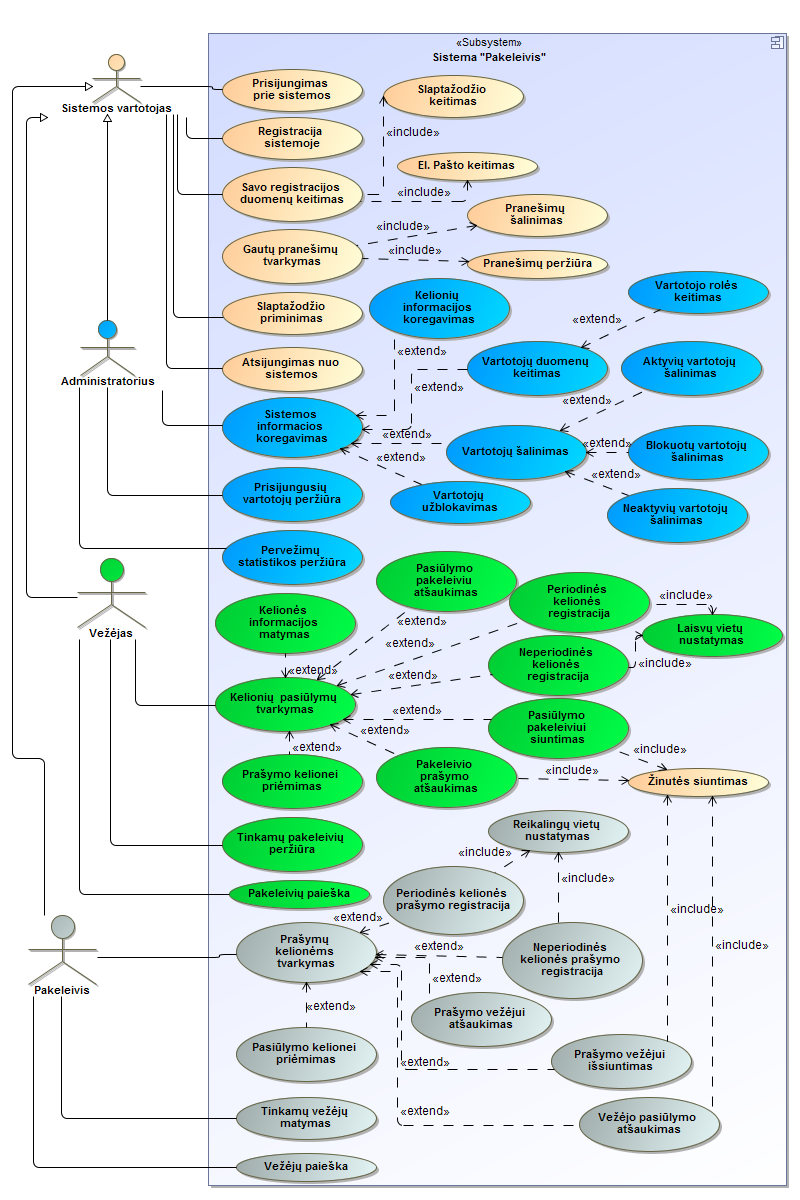 «Subsystem»
Sistema "Pakeleivis"
Sistemos vartotojas
Prisijungimas
prie sistemos
Slaptažodžio
keitimas
Registracija
sistemoje
«include»
El. Pašto keitimas
Savo registracijos
duomenų keitimas
«include»
Pranešimų
šalinimas
«include»
Gautų pranešimų
tvarkymas
«include»
Pranešimų peržiūra
Vartotojo rolės
keitimas
Kelionių
informacijos
koregavimas
Slaptažodžio
priminimas
«extend»
Administratorius
Atsijungimas nuo
sistemos
«extend»
Vartotojų duomenų
keitimas
Aktyvių vartotojų
šalinimas
«extend»
«extend»
Sistemos
informacios
koregavimas
«extend»
Vartotojų šalinimas
«extend»
Blokuotų vartotojų
šalinimas
«extend»
«extend»
Prisijungusių
vartotojų peržiūra
Vartotojų
užblokavimas
Neaktyvių vartotojų
šalinimas
Pervežimų
statistikos peržiūra
Vežėjas
Pasiūlymo
pakeleiviu
atšaukimas
Periodinės
kelionės
registracija
«include»
Kelionės
informacijos
matymas
«extend»
Laisvų vietų
nustatymas
«extend»
Neperiodinės
kelionės
registracija
«include»
«extend»
«extend»
Kelionių  pasiūlymų
tvarkymas
«extend»
Pasiūlymo
pakeleiviui
siuntimas
«extend»
«extend»
«include»
Prašymo kelionei
priėmimas
Pakeleivio
prašymo
atšaukimas
«include»
Žinutės siuntimas
Tinkamų pakeleivių
peržiūra
Reikalingų vietų
nustatymas
«include»
«include»
Pakeleivių paieška
Periodinės kelionės
prašymo registracija
«include»
«extend»
Pakeleivis
Prašymų
kelionėms
tvarkymas
«extend»
Neperiodinės
kelionės prašymo
registracija
«include»
«extend»
«extend»
Prašymo vežėjui
atšaukimas
Pasiūlymo kelionei
priėmimas
«extend»
Prašymo vežėjui
išsiuntimas
Tinkamų vežėjų
matymas
«extend»
Vežėjo pasiūlymo
atšaukimas
Vežėjų paieška